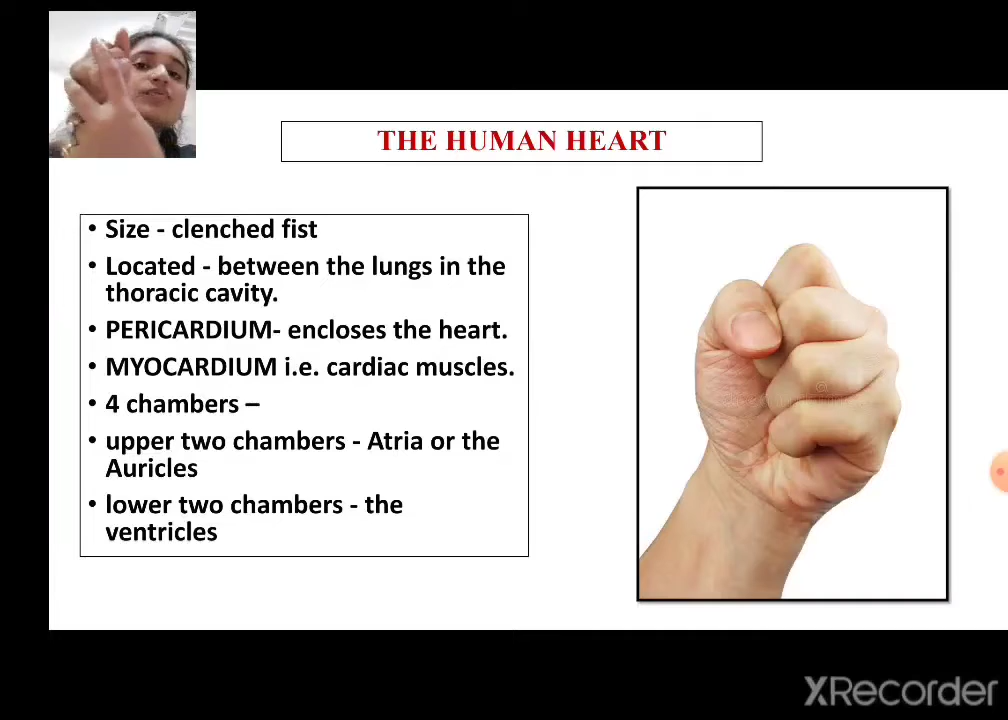 THE HUMAN HEART
• Size - clenched fist
• Located - between the lungs in the
thoracic cavity.
• PERICARDIUM- encloses the heart.
• MYOCARDIUM i.e. cardiac muscles.
• 4 chambers –
• upper two chambers - Atria or the
Auricles
• lower two chambers - the
ventricles
XRecorder